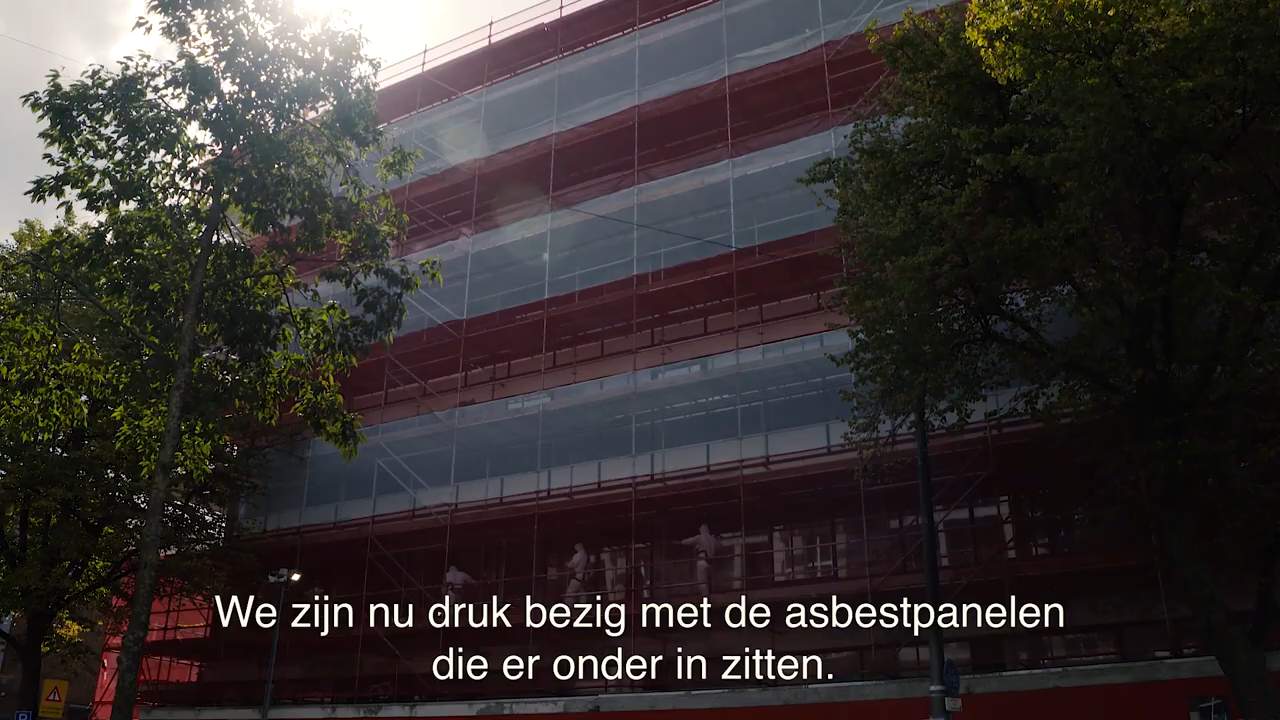 We zijn nu druk bezig met de asbestpanelen
die er onder in zitten.